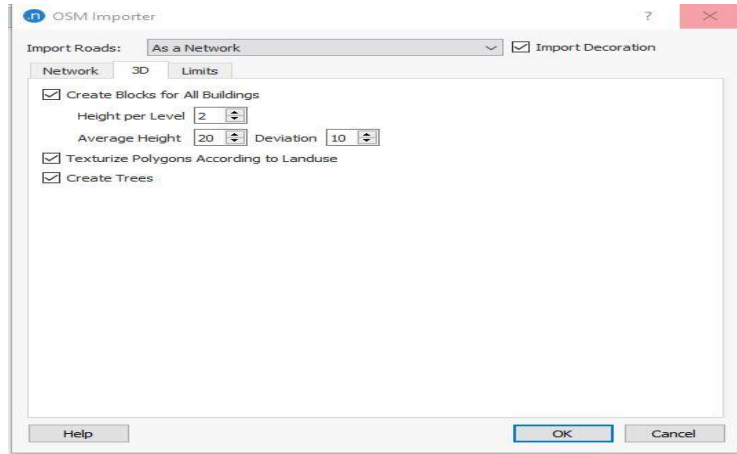 n OSM Importer ?
Import Roads: As a Network Import Decoration
Network 3D Limits
Create Blocks for All Buildings
Height per Level 2
Average Height 20 Deviation 10
Texturize Polygons According to Landuse
Create Trees
Help OK Cancel